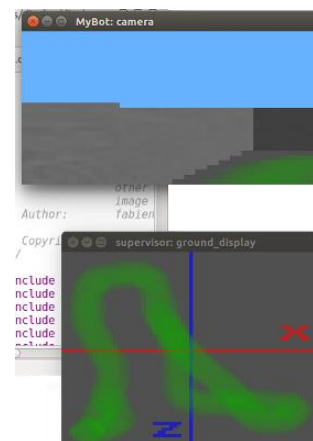 MyBot: camera
other
image
Author: fabien
Copyri
/
nclude
supervisor: ground_display
nclude
nclude
nclude
nclude
X
Z